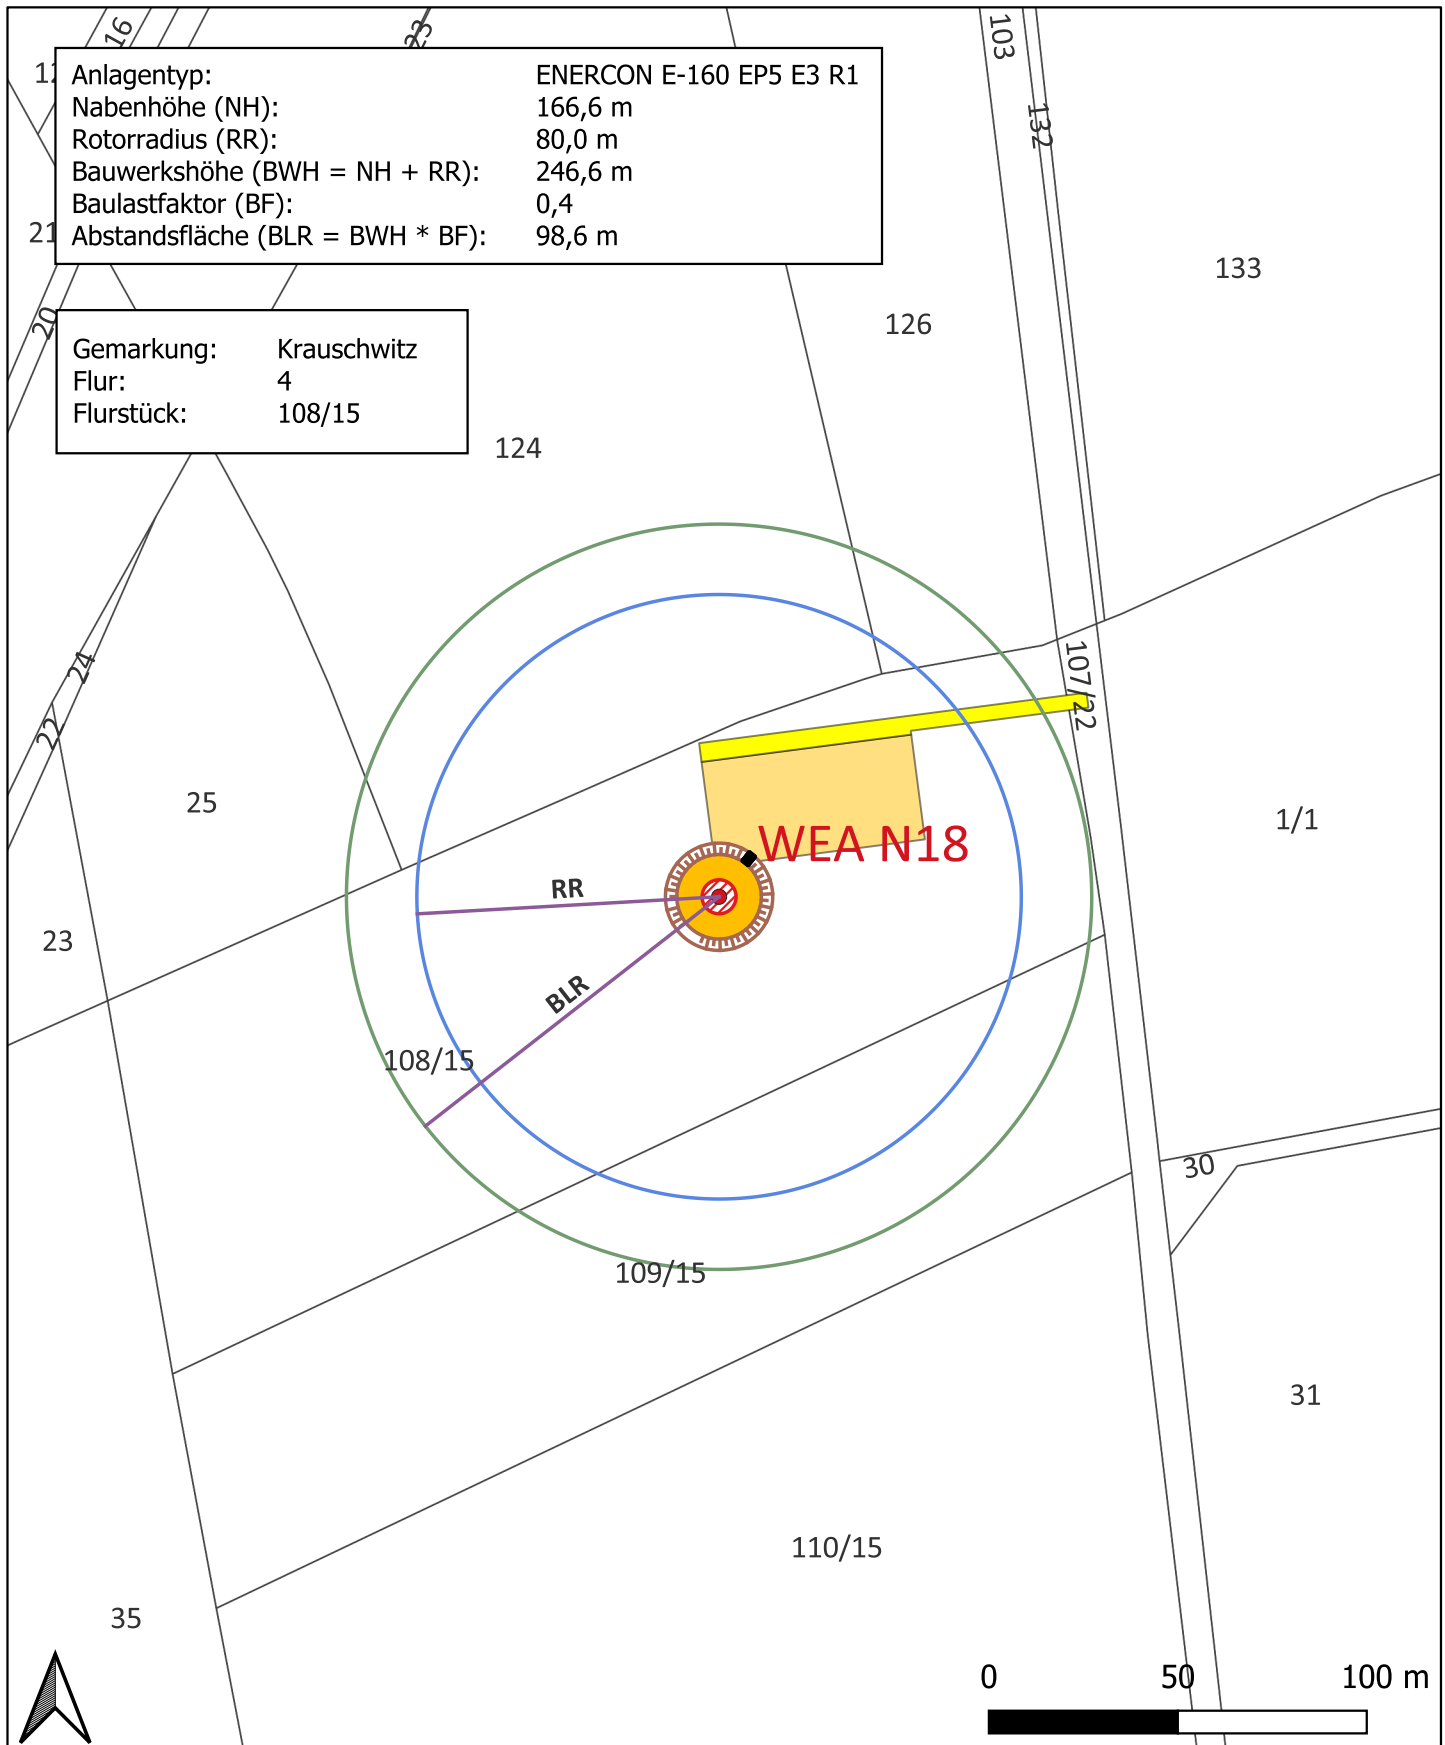 16
23
103
Anlagentyp: ENERCON E-160 EP5 E3 R1
Nabenhöhe (NH): 166,6 m
Rotorradius (RR): 80,0 m
Bauwerkshöhe (BWH = NH + RR): 246,6 m
Baulastfaktor (BF): 0,4
Abstandsfläche (BLR = BWH * BF): 98,6 m
132
21
133
20
126
Gemarkung: Krauschwitz
Flur: 4
Flurstück: 108/15
124
24
107/22
22
25
1/1
WEA N18
RR
23
BLR
108/15
30
109/15
31
110/15
35
0 50 100 m